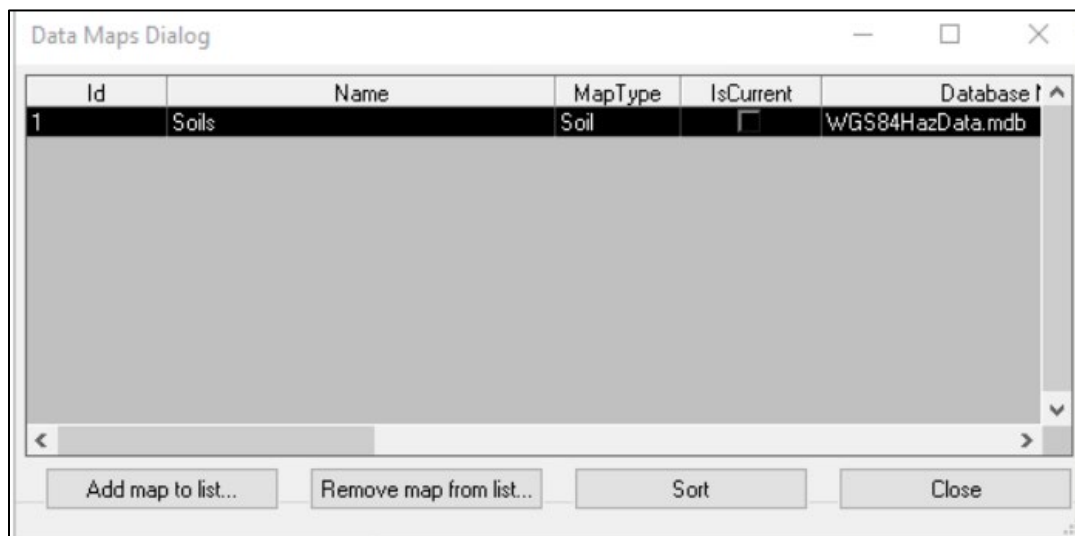 Data Maps Dialog
Id Name MapType IsCurrent Database N
1 Soils Soil WGS84HazData.mdb
Add map to list... Remove map from list... Sort Close